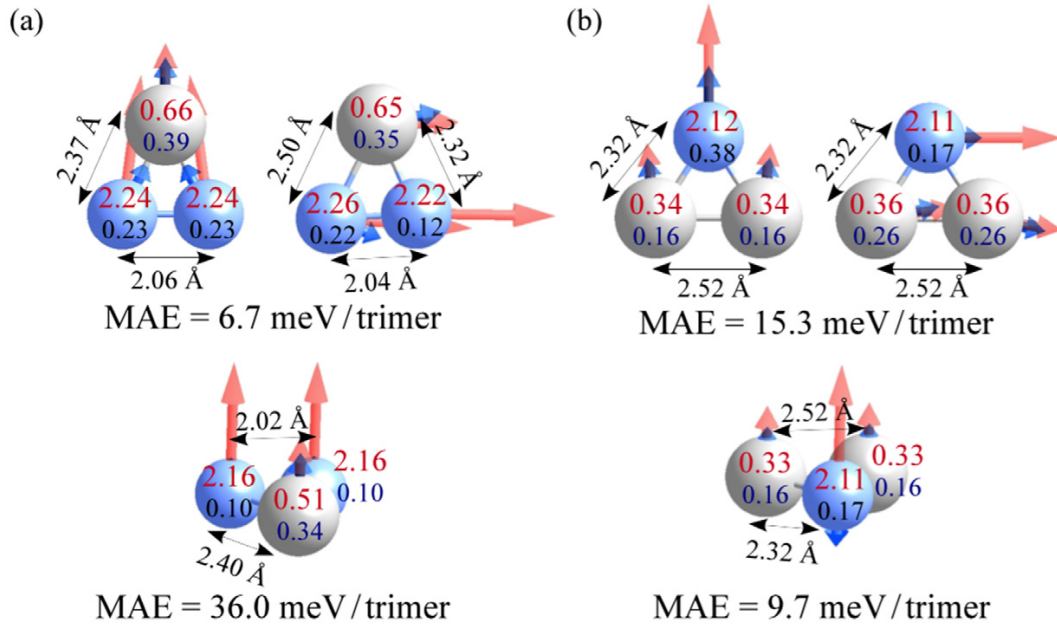 (a)
0.66
0.39
2.37 Å
2.24
0.23
2.24
0.23
2.06 Å
0.65
0.35
2.50 Å
2.32 Å
2.26
0.22
2.22
0.12
2.04 Å
MAE = 6.7 meV/trimer
2.02 Å
2.16
0.10
2.16
0.10
0.51
0.34
2.40 Å
MAE = 36.0 meV/trimer
(b)
2.12
0.38
2.32 Å
0.34
0.16
0.34
0.16
2.52 Å
2.11
0.17
2.32 Å
0.36
0.26
0.36
0.26
2.52 Å
MAE = 15.3 meV/trimer
2.52 Å
0.33
0.16
0.33
0.16
2.11
0.17
2.32 Å
MAE = 9.7 meV/trimer